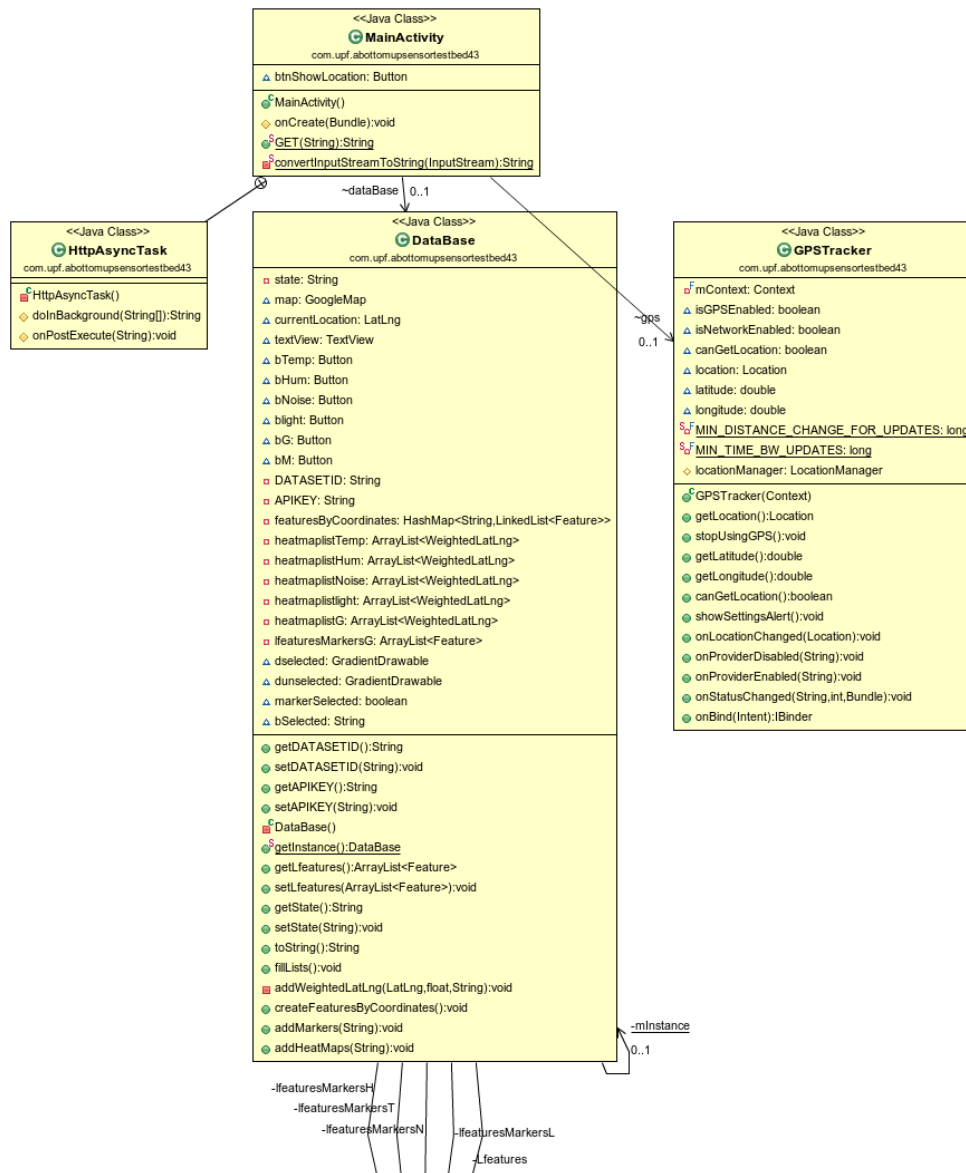 <<Java Class>>
MainActivity
com.upf.abottomupsensortestbed43
btnShowLocation: Button
MainActivity()
onCreate(Bundle):void
GET(String):String
convertInputStreamToString(InputStream):String
~dataBase
0..1
<<Java Class>>
HttpAsyncTask
com.upf.abottomupsensortestbed43
HttpAsyncTask()
doInBackground(String[]):String
onPostExecute(String):void
<<Java Class>>
DataBase
com.upf.abottomupsensortestbed43
state: String
map: GoogleMap
currentLocation: LatLng
textView: TextView
bTemp: Button
bHum: Button
bNoise: Button
blight: Button
bG: Button
bM: Button
DATASETID: String
APIKEY: String
featuresByCoordinates: HashMap<String,LinkedList<Feature>>
heatmaplistTemp: ArrayList<WeightedLatLng>
heatmaplistHum: ArrayList<WeightedLatLng>
heatmaplistNoise: ArrayList<WeightedLatLng>
heatmaplistlight: ArrayList<WeightedLatLng>
heatmaplistG: ArrayList<WeightedLatLng>
lfeaturesMarkersG: ArrayList<Feature>
dselected: GradientDrawable
dunselected: GradientDrawable
markerSelected: boolean
bSelected: String
getDATASETID():String
setDATASETID(String):void
getAPIKEY():String
setAPIKEY(String):void
DataBase()
getInstance():DataBase
getLfeatures():ArrayList<Feature>
setLfeatures(ArrayList<Feature>):void
getState():String
setState(String):void
toString():String
fillLists():void
addWeightedLatLng(LatLng,float,String):void
createFeaturesByCoordinates():void
addMarkers(String):void
addHeatMaps(String):void
~gps
0..1
<<Java Class>>
GPSTracker
com.upf.abottomupsensortestbed43
mContext: Context
isGPSEnabled: boolean
isNetworkEnabled: boolean
canGetLocation: boolean
location: Location
latitude: double
longitude: double
MIN_DISTANCE_CHANGE_FOR_UPDATES: long
MIN_TIME_BW_UPDATES: long
locationManager: LocationManager
GPSTracker(Context)
getLocation():Location
stopUsingGPS():void
getLatitude():double
getLongitude():double
canGetLocation():boolean
showSettingsAlert():void
onLocationChanged(Location):void
onProviderDisabled(String):void
onProviderEnabled(String):void
onStatusChanged(String,int,Bundle):void
onBind(Intent):IBinder
-mInstance
0..1
-lfeaturesMarkersH
-lfeaturesMarkersT
-lfeaturesMarkersN
-lfeaturesMarkersL
-Lfeatures